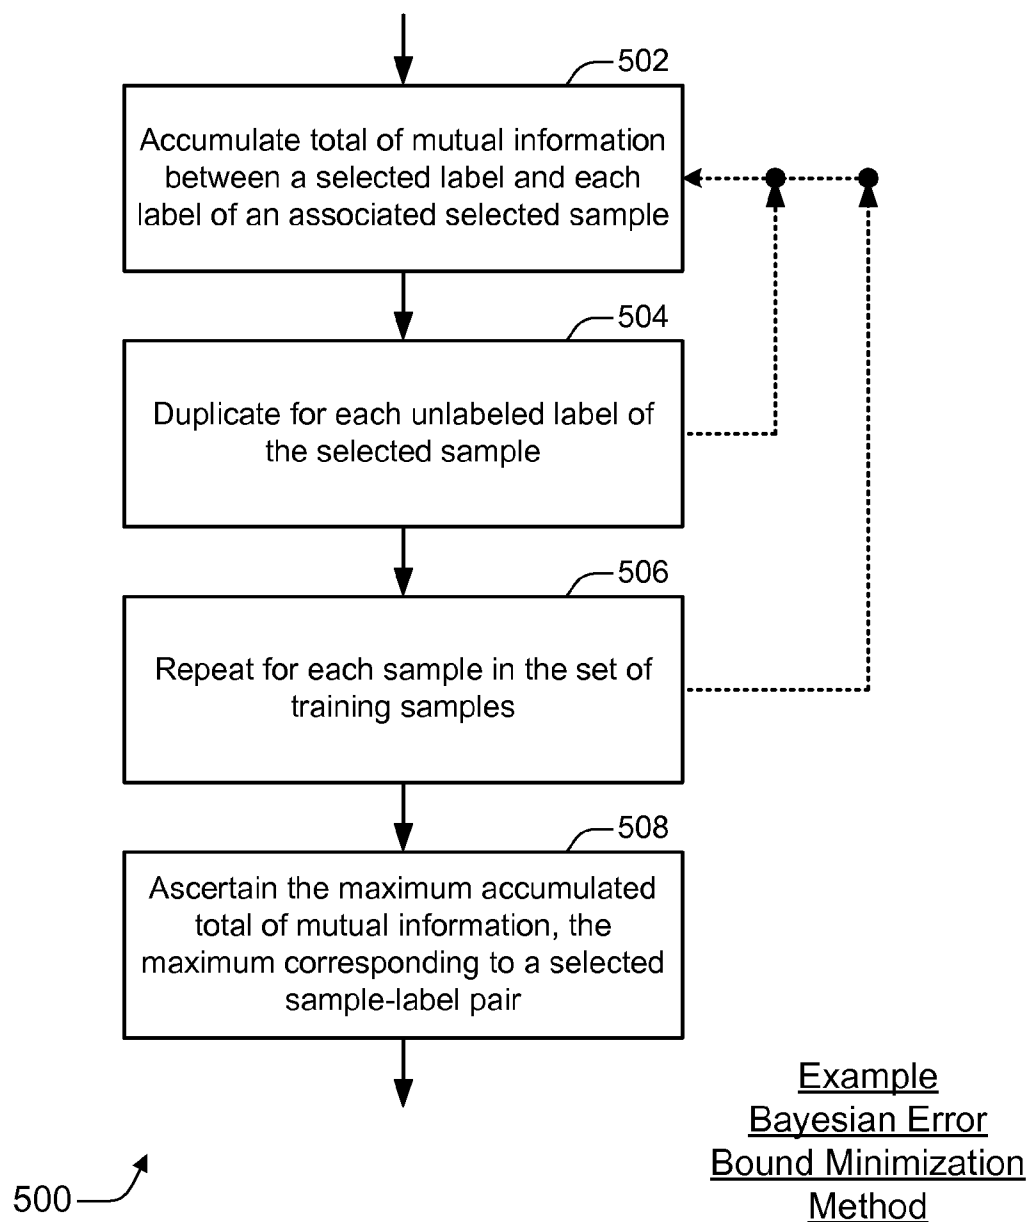 502
Accumulate total of mutual information
between a selected label and each
label of an associated selected sample
504
Duplicate for each unlabeled label of
the selected sample
506
Repeat for each sample in the set of
training samples
508
Ascertain the maximum accumulated
total of mutual information, the
maximum corresponding to a selected
sample-label pair
500
Example
Bayesian Error
Bound Minimization
Method